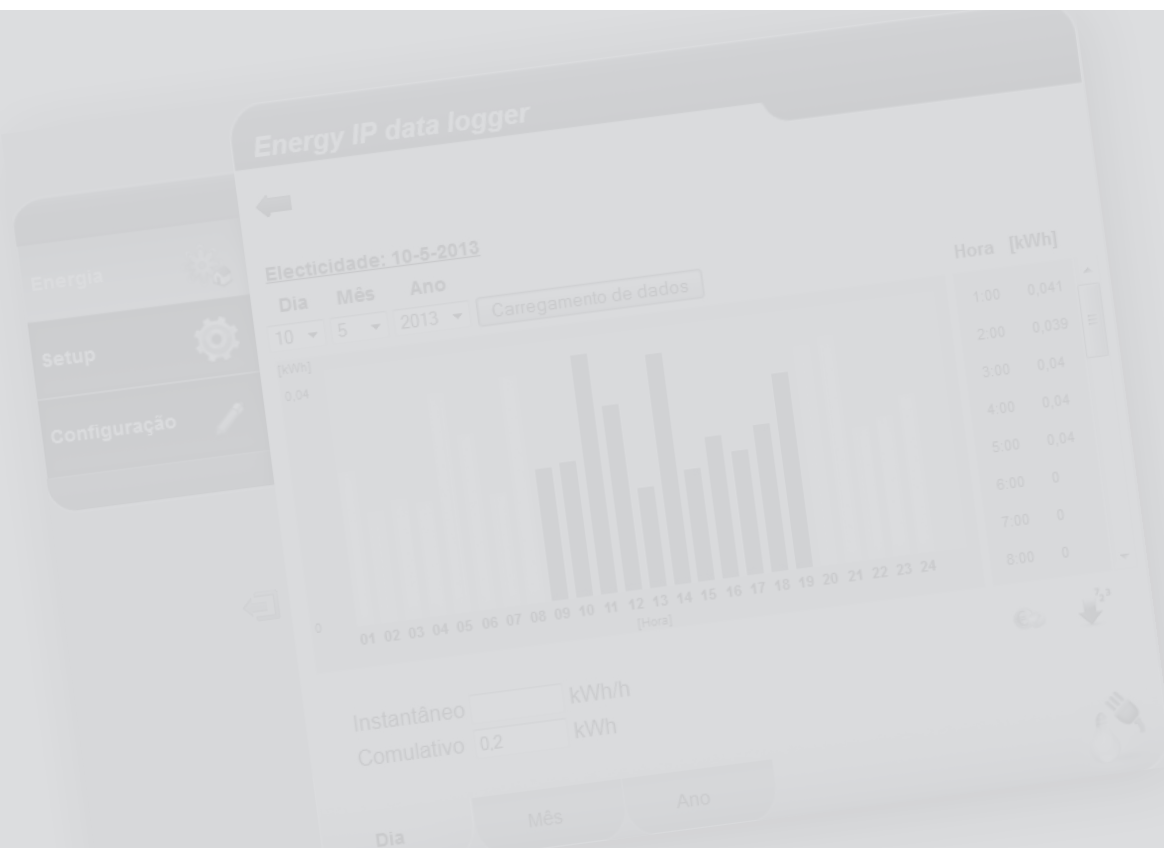 Energy IP data logger
Energia
Setup
Configuração
Electicidade: 10-5-2013
Dia Mês Ano
10 5 2013 Carregamento de dados
[kWh]
0,04
0
01 02 03 04 05 06 07 08 09 10 11 12 13 14 15 16 17 18 19 20 21 22 23 24
[Hora]
Hora [kWh]
1:00 0,041
2:00 0,039
3:00 0,04
4:00 0,04
5:00 0,04
6:00 0
7:00 0
8:00 0
Instantâneo kWh/h
Comulativo 0,2 kWh
Dia Mês Ano